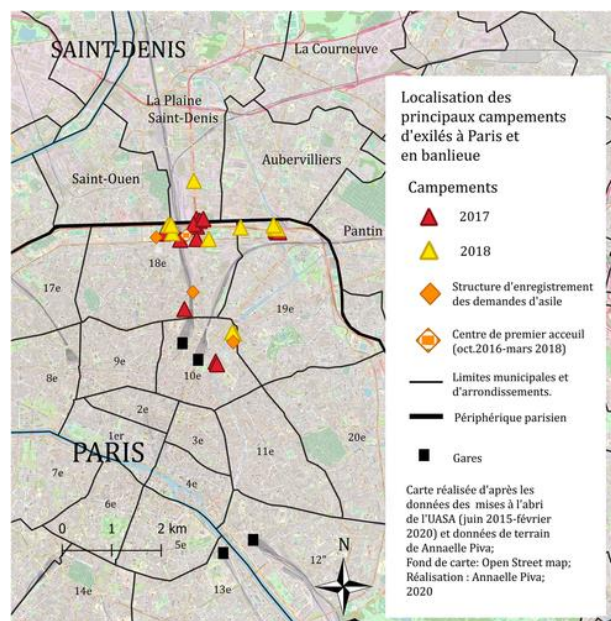 SAINT-DENIS
La Courneuve
La Plaine
Saint-Denis
Aubervilliers
Saint-Ouen
Pantin
18e
17e
19e
9e
10e
8e
2e
1er
3e
20e
11e
PARIS
7e
4e
6e
0 1 2 km
5e
N
12"
13e
14e
Localisation des
principaux campements
d'exilés à Paris et
en banlieue
Campements
2017
2018
Structure d'enregistrement
des demandes d'asile
Centre de premier acceuil
(oct.2016-mars 2018)
Limites municipales et
d'arrondissements.
Périphérique parisien
Gares
Carte réalisée d'après les
données des mises à l'abri
de l'UASA (juin 2015-février
2020) et données de terrain
de Annaelle Piva;
Fond de carte: Open Street map;
Réalisation : Annaelle Piva;
2020